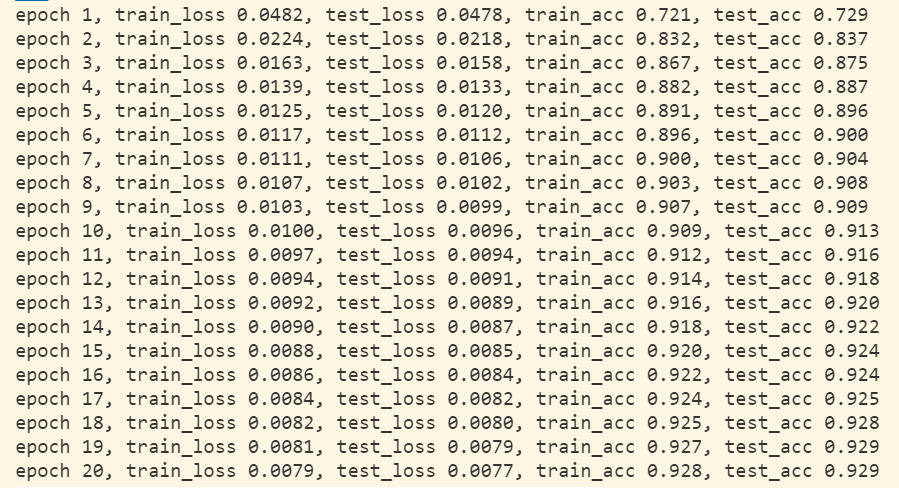 epoch 1, train_loss 0.0482, test_loss 0.0478, train_acc 0.721, test_acc 0.729
epoch 2, train_loss 0.0224, test_loss 0.0218, train_acc 0.832, test_acc 0.837
epoch 3, train_loss 0.0163, test_loss 0.0158, train_acc 0.867, test_acc 0.875
epoch 4, train_loss 0.0139, test_loss 0.0133, train_acc 0.882, test_acc 0.887
epoch 5, train_loss 0.0125, test_loss 0.0120, train_acc 0.891, test_acc 0.896
epoch 6, train_loss 0.0117, test_loss 0.0112, train_acc 0.896, test_acc 0.900
epoch 7, train_loss 0.0111, test_loss 0.0106, train_acc 0.900, test_acc 0.904
epoch 8, train_loss 0.0107, test_loss 0.0102, train_acc 0.903, test_acc 0.908
epoch 9, train_loss 0.0103, test_loss 0.0099, train_acc 0.907, test_acc 0.909
epoch 10, train_loss 0.0100, test_loss 0.0096, train_acc 0.909, test_acc 0.913
epoch 11, train_loss 0.0097, test_loss 0.0094, train_acc 0.912, test_acc 0.916
epoch 12, train_loss 0.0094, test_loss 0.0091, train_acc 0.914, test_acc 0.918
epoch 13, train_loss 0.0092, test_loss 0.0089, train_acc 0.916, test_acc 0.920
epoch 14, train_loss 0.0090, test_loss 0.0087, train_acc 0.918, test_acc 0.922
epoch 15, train_loss 0.0088, test_loss 0.0085, train_acc 0.920, test_acc 0.924
epoch 16, train_loss 0.0086, test_loss 0.0084, train_acc 0.922, test_acc 0.924
epoch 17, train_loss 0.0084, test_loss 0.0082, train_acc 0.924, test_acc 0.925
epoch 18, train_loss 0.0082, test_loss 0.0080, train_acc 0.925, test_acc 0.928
epoch 19, train_loss 0.0081, test_loss 0.0079, train_acc 0.927, test_acc 0.929
epoch 20, train_loss 0.0079, test_loss 0.0077, train_acc 0.928, test_acc 0.929